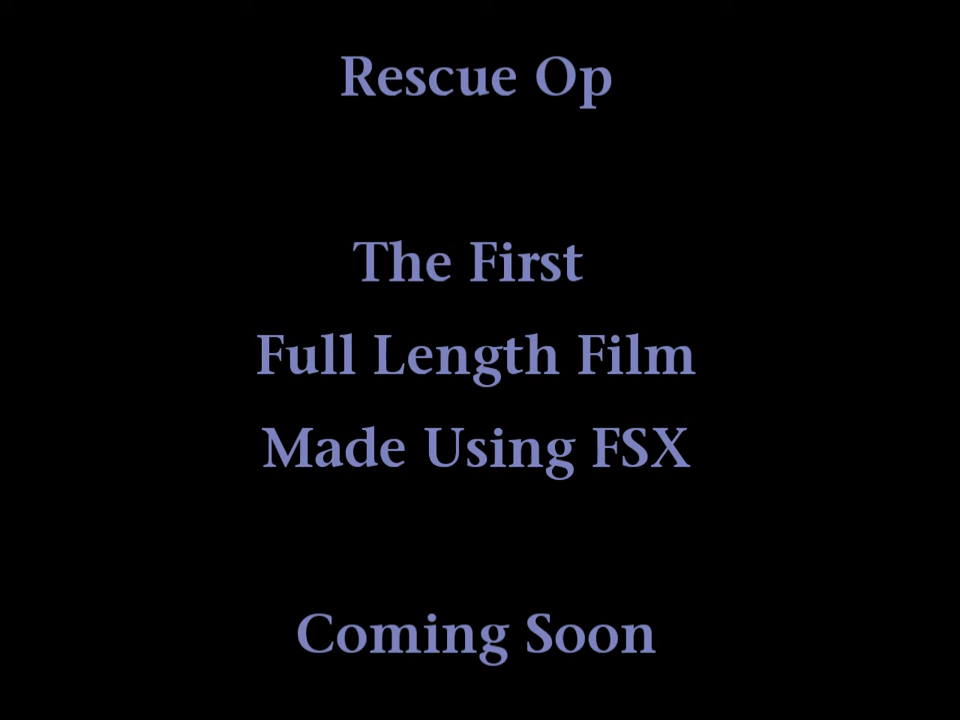 Rescue Op
The First
Full Length Film
Made Using FSX
Coming Soon